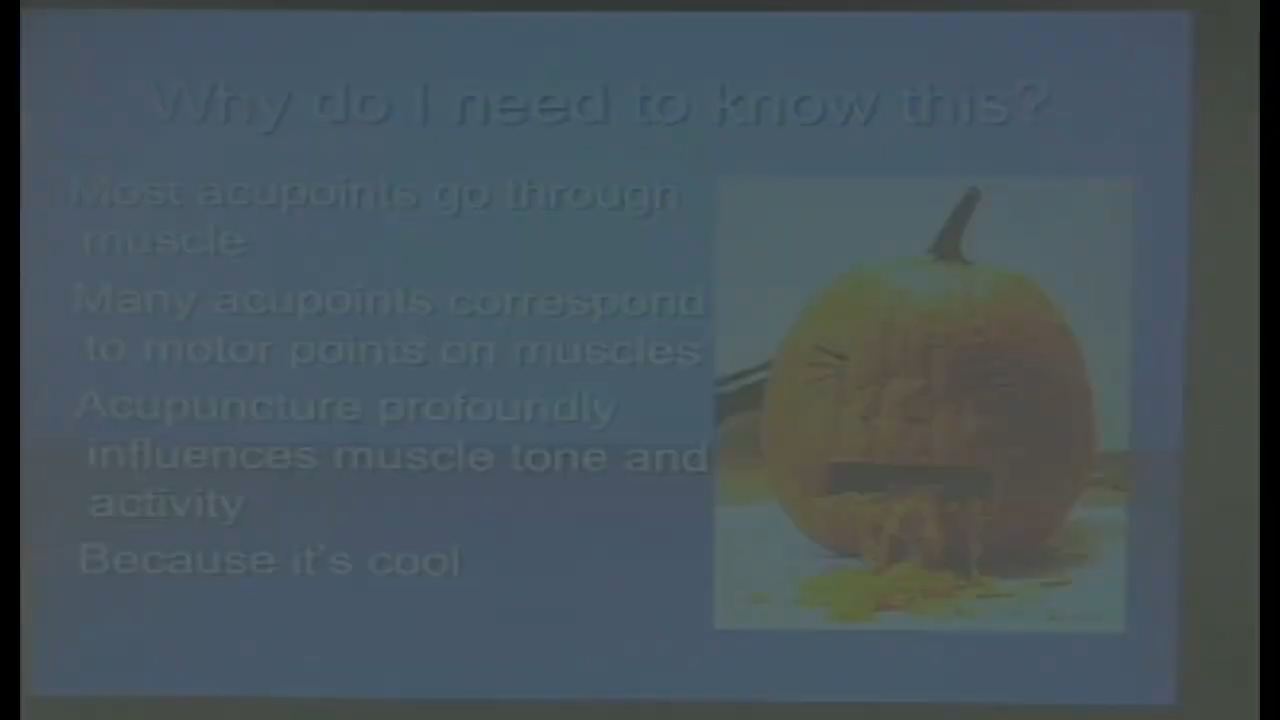 Why do I need to know this?
Most acupoints go through
muscle
Many acupoints correspond
to motor points on muscles
Acupuncture profoundly
influences muscle tone and
activity
Because it's cool